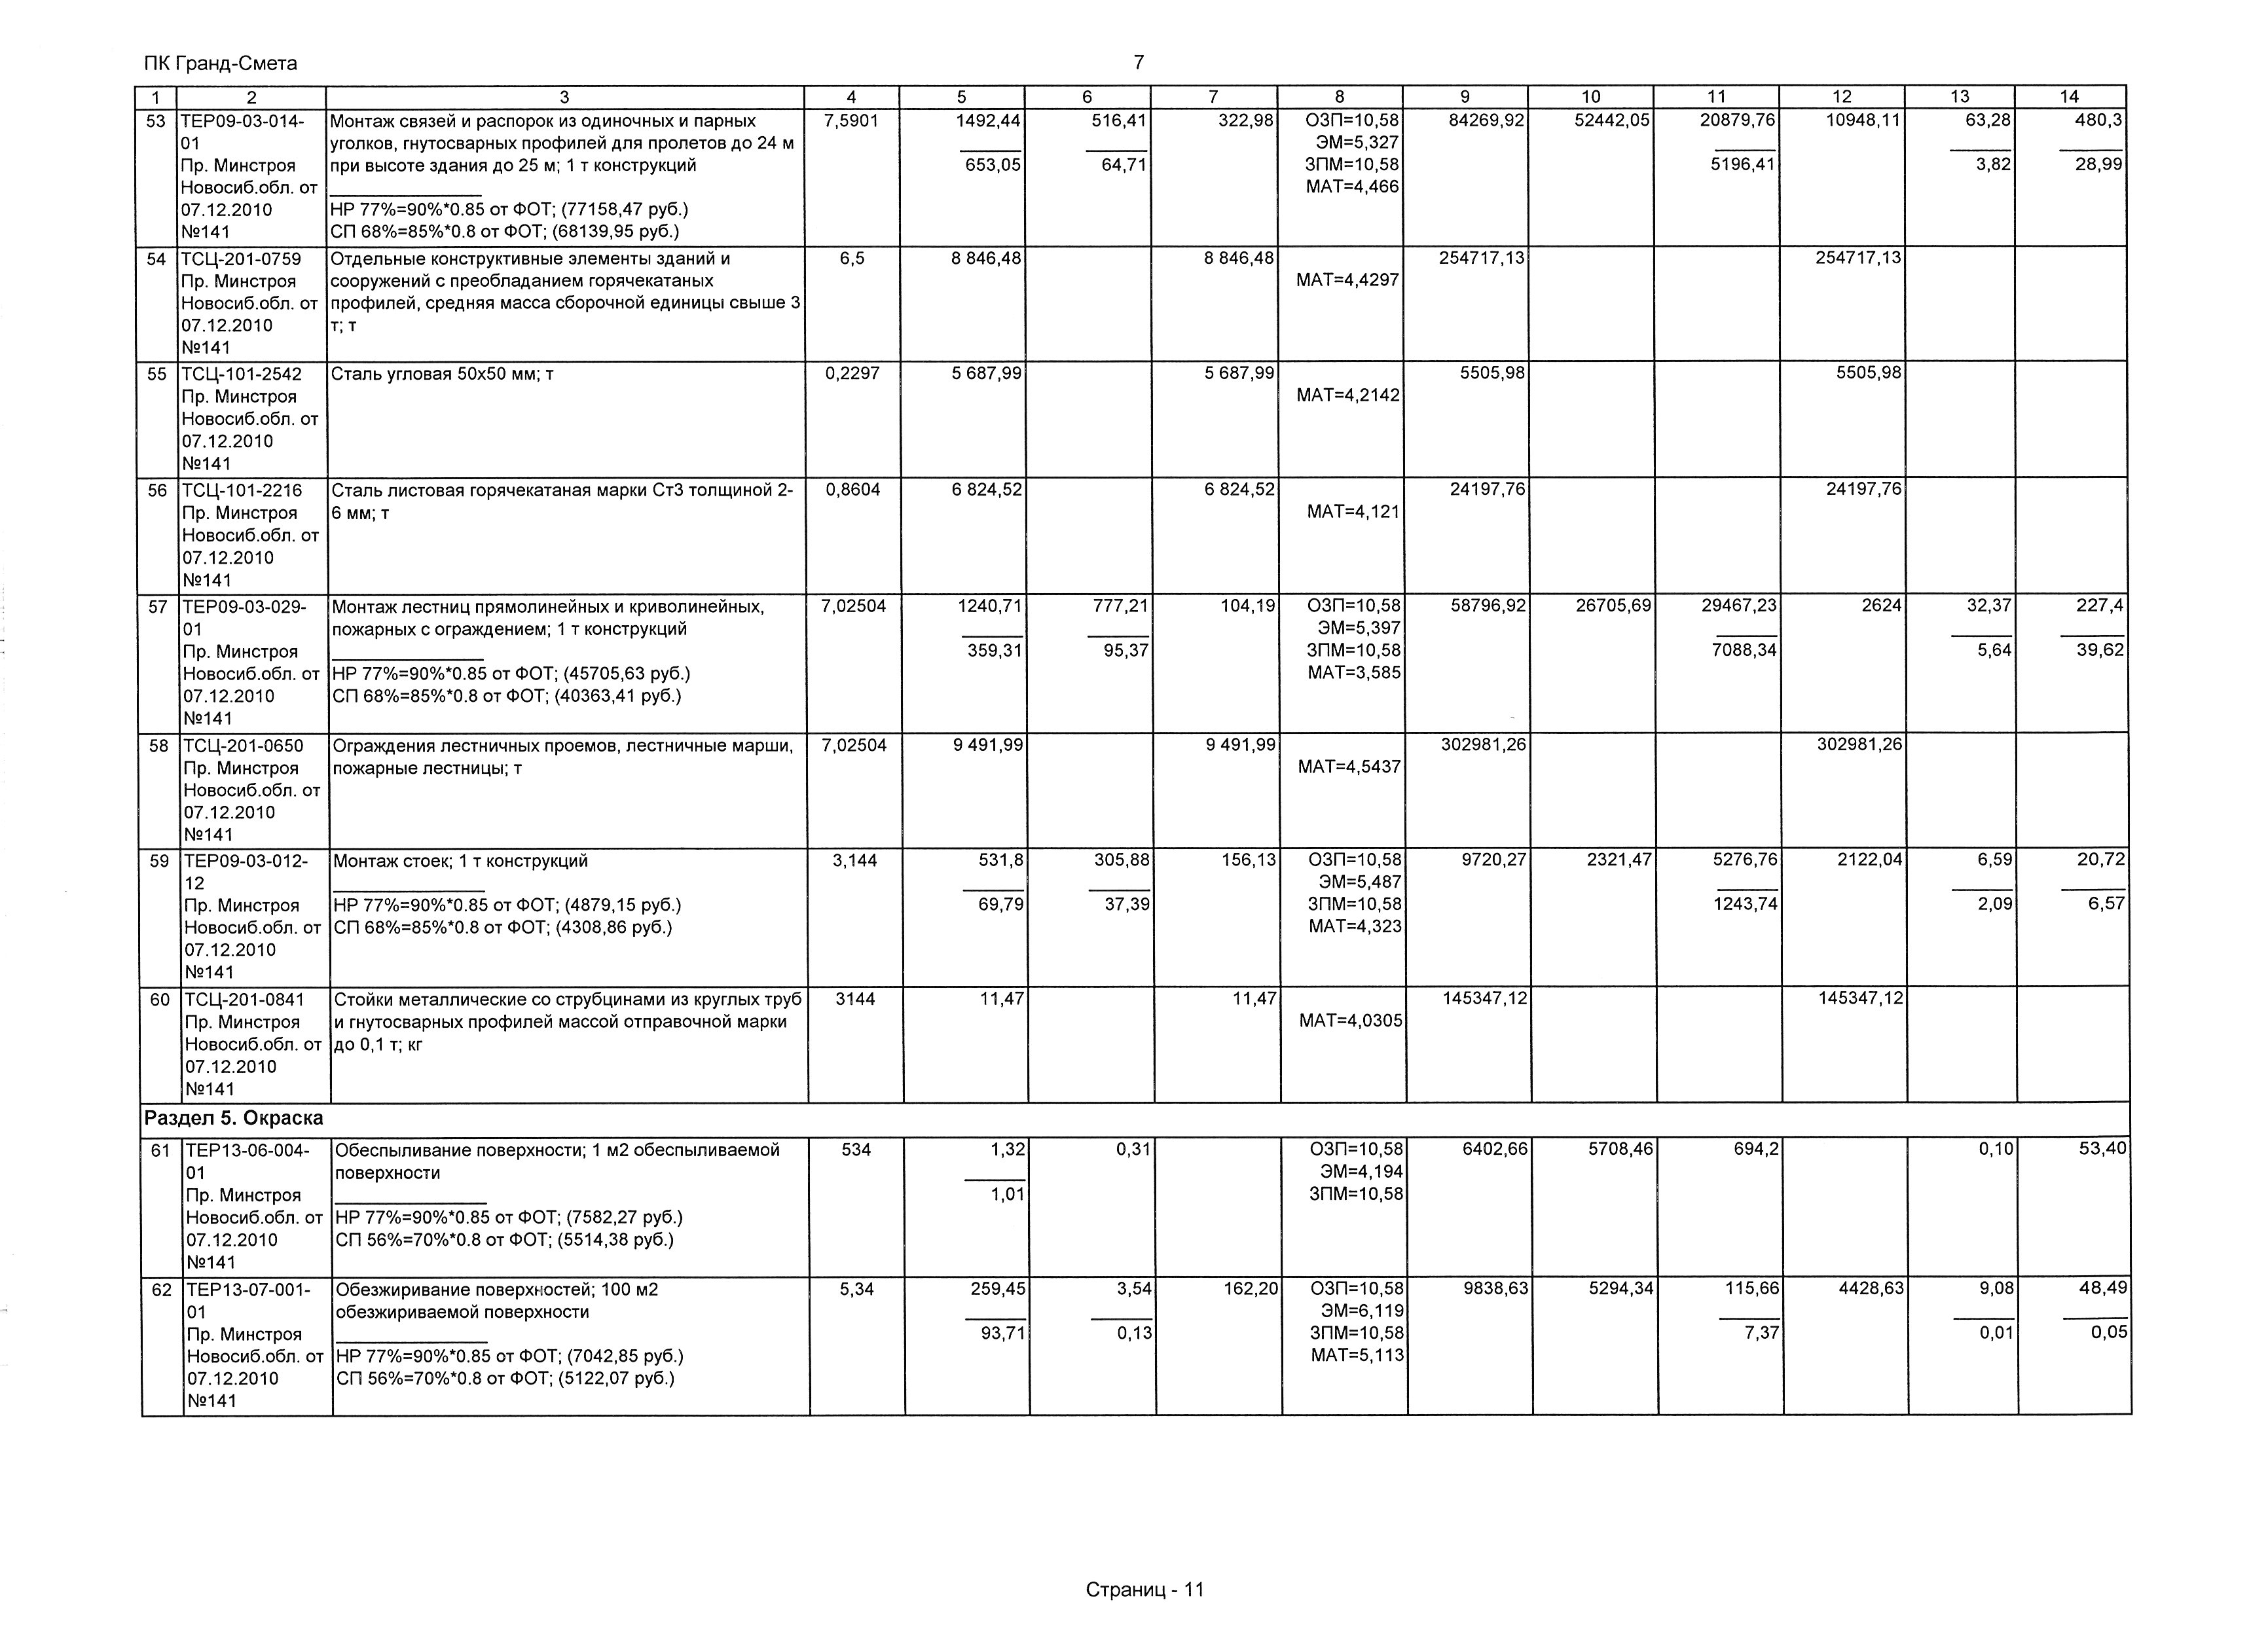 ПК Гранд-Смета 7
1 2 3 4 5 6 7 8 9 10 11 12 13 14
53 ТЕР09-03-014- Монтаж связей и распорок из одиночных и парных 7,5901 1492,44 516,41 322,98 ОЗП=10,58 84269,92 52442,05 20879,76 10948,11 63,28 480,3
01 уголков, гнутосварных профилей для пролетов до 24 м ЭМ=5,327
Пр. Минстроя при высоте здания до 25 м; 1 т конструкций 653,05 64,71 ЗПМ=10,58 5196,41 3,82 28,99
Новосиб.обл. от МАТ=4,466
07.12.2010 НР 77%=90%*0.85 от ФОТ; (77158,47 руб.)
№141 СП 68%=85%*0.8 от ФОТ; (68139,95 руб.)
54 ТСЦ-201-0759 Отдельные конструктивные элементы зданий и 6,5 8 846,48 8 846,48 254717,13 254717,13
Пр. Минстроя сооружений с преобладанием горячекатаных МАТ=4,4297
Новосиб.обл. от профилей, средняя масса сборочной единицы свыше 3
07.12.2010 т; т
№141
55 ТСЦ-101-2542 Сталь угловая 50х50 мм; т 0,2297 5 687,99 5 687,99 5505,98 5505,98
Пр. Минстроя МАТ=4,2142
Новосиб.обл. от
07.12.2010
№141
56 ТСЦ-101-2216 Сталь листовая горячекатаная марки Ст3 толщиной 2- 0,8604 6 824,52 6 824,52 24197,76 24197,76
Пр. Минстроя 6 мм; т МАТ=4,121
Новосиб.обл. от
07.12.2010
№141
57 ТЕР09-03-029- Монтаж лестниц прямолинейных и криволинейных, 7,02504 1240,71 777,21 104,19 ОЗП=10,58 58796,92 26705,69 29467,23 2624 32,37 227,4
01 пожарных с ограждением; 1 т конструкций ЭМ=5,397
Пр. Минстроя 359,31 95,37 ЗПМ=10,58 7088,34 5,64 39,62
Новосиб.обл. от НР 77%=90%*0.85 от ФОТ; (45705,63 руб.) МАТ=3,585
07.12.2010 СП 68%=85%*0.8 от ФОТ; (40363,41 руб.)
№141
58 ТСЦ-201-0650 Ограждения лестничных проемов, лестничные марши, 7,02504 9 491,99 9 491,99 302981,26 302981,26
Пр. Минстроя пожарные лестницы; т МАТ=4,5437
Новосиб.обл. от
07.12.2010
№141
59 ТЕР09-03-012- Монтаж стоек; 1 т конструкций 3,144 531,8 305,88 156,13 ОЗП=10,58 9720,27 2321,47 5276,76 2122,04 6,59 20,72
12 ЭМ=5,487
Пр. Минстроя НР 77%=90%*0.85 от ФОТ; (4879,15 руб.) 69,79 37,39 ЗПМ=10,58 1243,74 2,09 6,57
Новосиб.обл. от СП 68%=85%*0.8 от ФОТ; (4308,86 руб.) МАТ=4,323
07.12.2010
№141
60 ТСЦ-201-0841 Стойки металлические со струбцинами из круглых труб 3144 11,47 11,47 145347,12 145347,12
Пр. Минстроя и гнутосварных профилей массой отправочной марки МАТ=4,0305
Новосиб.обл. от до 0,1 т; кг
07.12.2010
№141
Раздел 5. Окраска
61 ТЕР13-06-004- Обеспыливание поверхности; 1 м2 обеспыливаемой 534 1,32 0,31 ОЗП=10,58 6402,66 5708,46 694,2 0,10 53,40
01 поверхности ЭМ=4,194
Пр. Минстроя 1,01 ЗПМ=10,58
Новосиб.обл. от НР 77%=90%*0.85 от ФОТ; (7582,27 руб.)
07.12.2010 СП 56%=70%*0.8 от ФОТ; (5514,38 руб.)
№141
62 ТЕР13-07-001- Обезжиривание поверхностей; 100 м2 5,34 259,45 3,54 162,20 ОЗП=10,58 9838,63 5294,34 115,66 4428,63 9,08 48,49
01 обезжириваемой поверхности ЭМ=6,119
Пр. Минстроя 93,71 0,13 ЗПМ=10,58 7,37 0,01 0,05
Новосиб.обл. от НР 77%=90%*0.85 от ФОТ; (7042,85 руб.) МАТ=5,113
07.12.2010 СП 56%=70%*0.8 от ФОТ; (5122,07 руб.)
№141
Страниц - 11